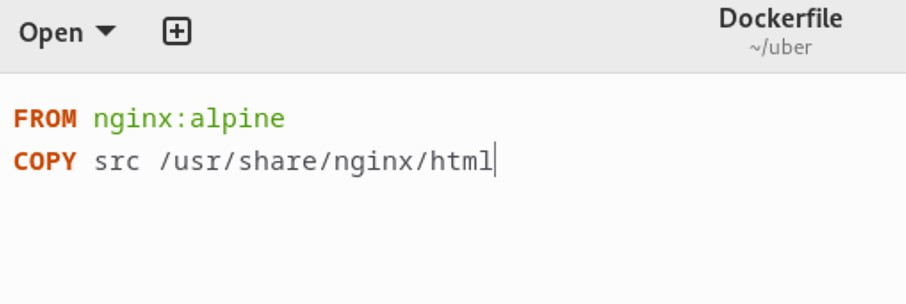 Open
Dockerfile
~/uber
FROM nginx:alpine
COPY src /usr/share/nginx/html